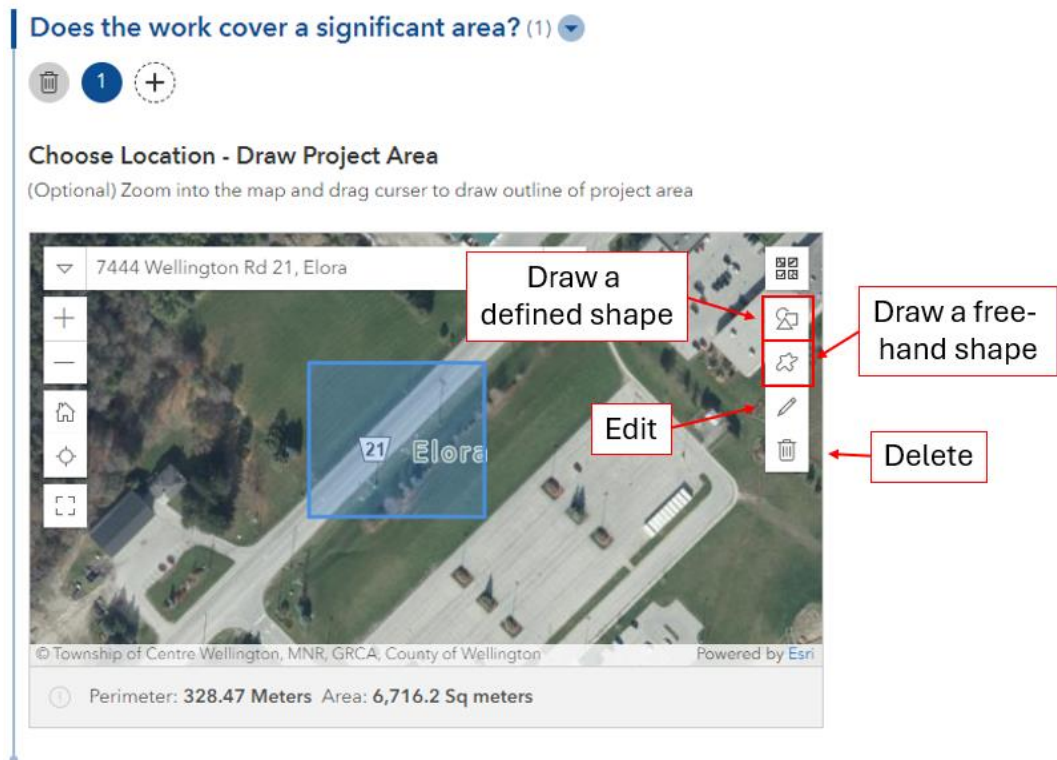 Does the work cover a significant area? (1)
1
Choose Location - Draw Project Area
(Optional) Zoom into the map and drag curser to draw outline of project area
7444 Wellington Rd 21, Elora
Draw a
defined shape
Draw a free-
hand shape
Edit
Delete
21
Elora
© Township of Centre Wellington, MNR, GRCA, County of Wellington
Powered by Esri
Perimeter: 328.47 Meters Area: 6,716.2 Sq meters